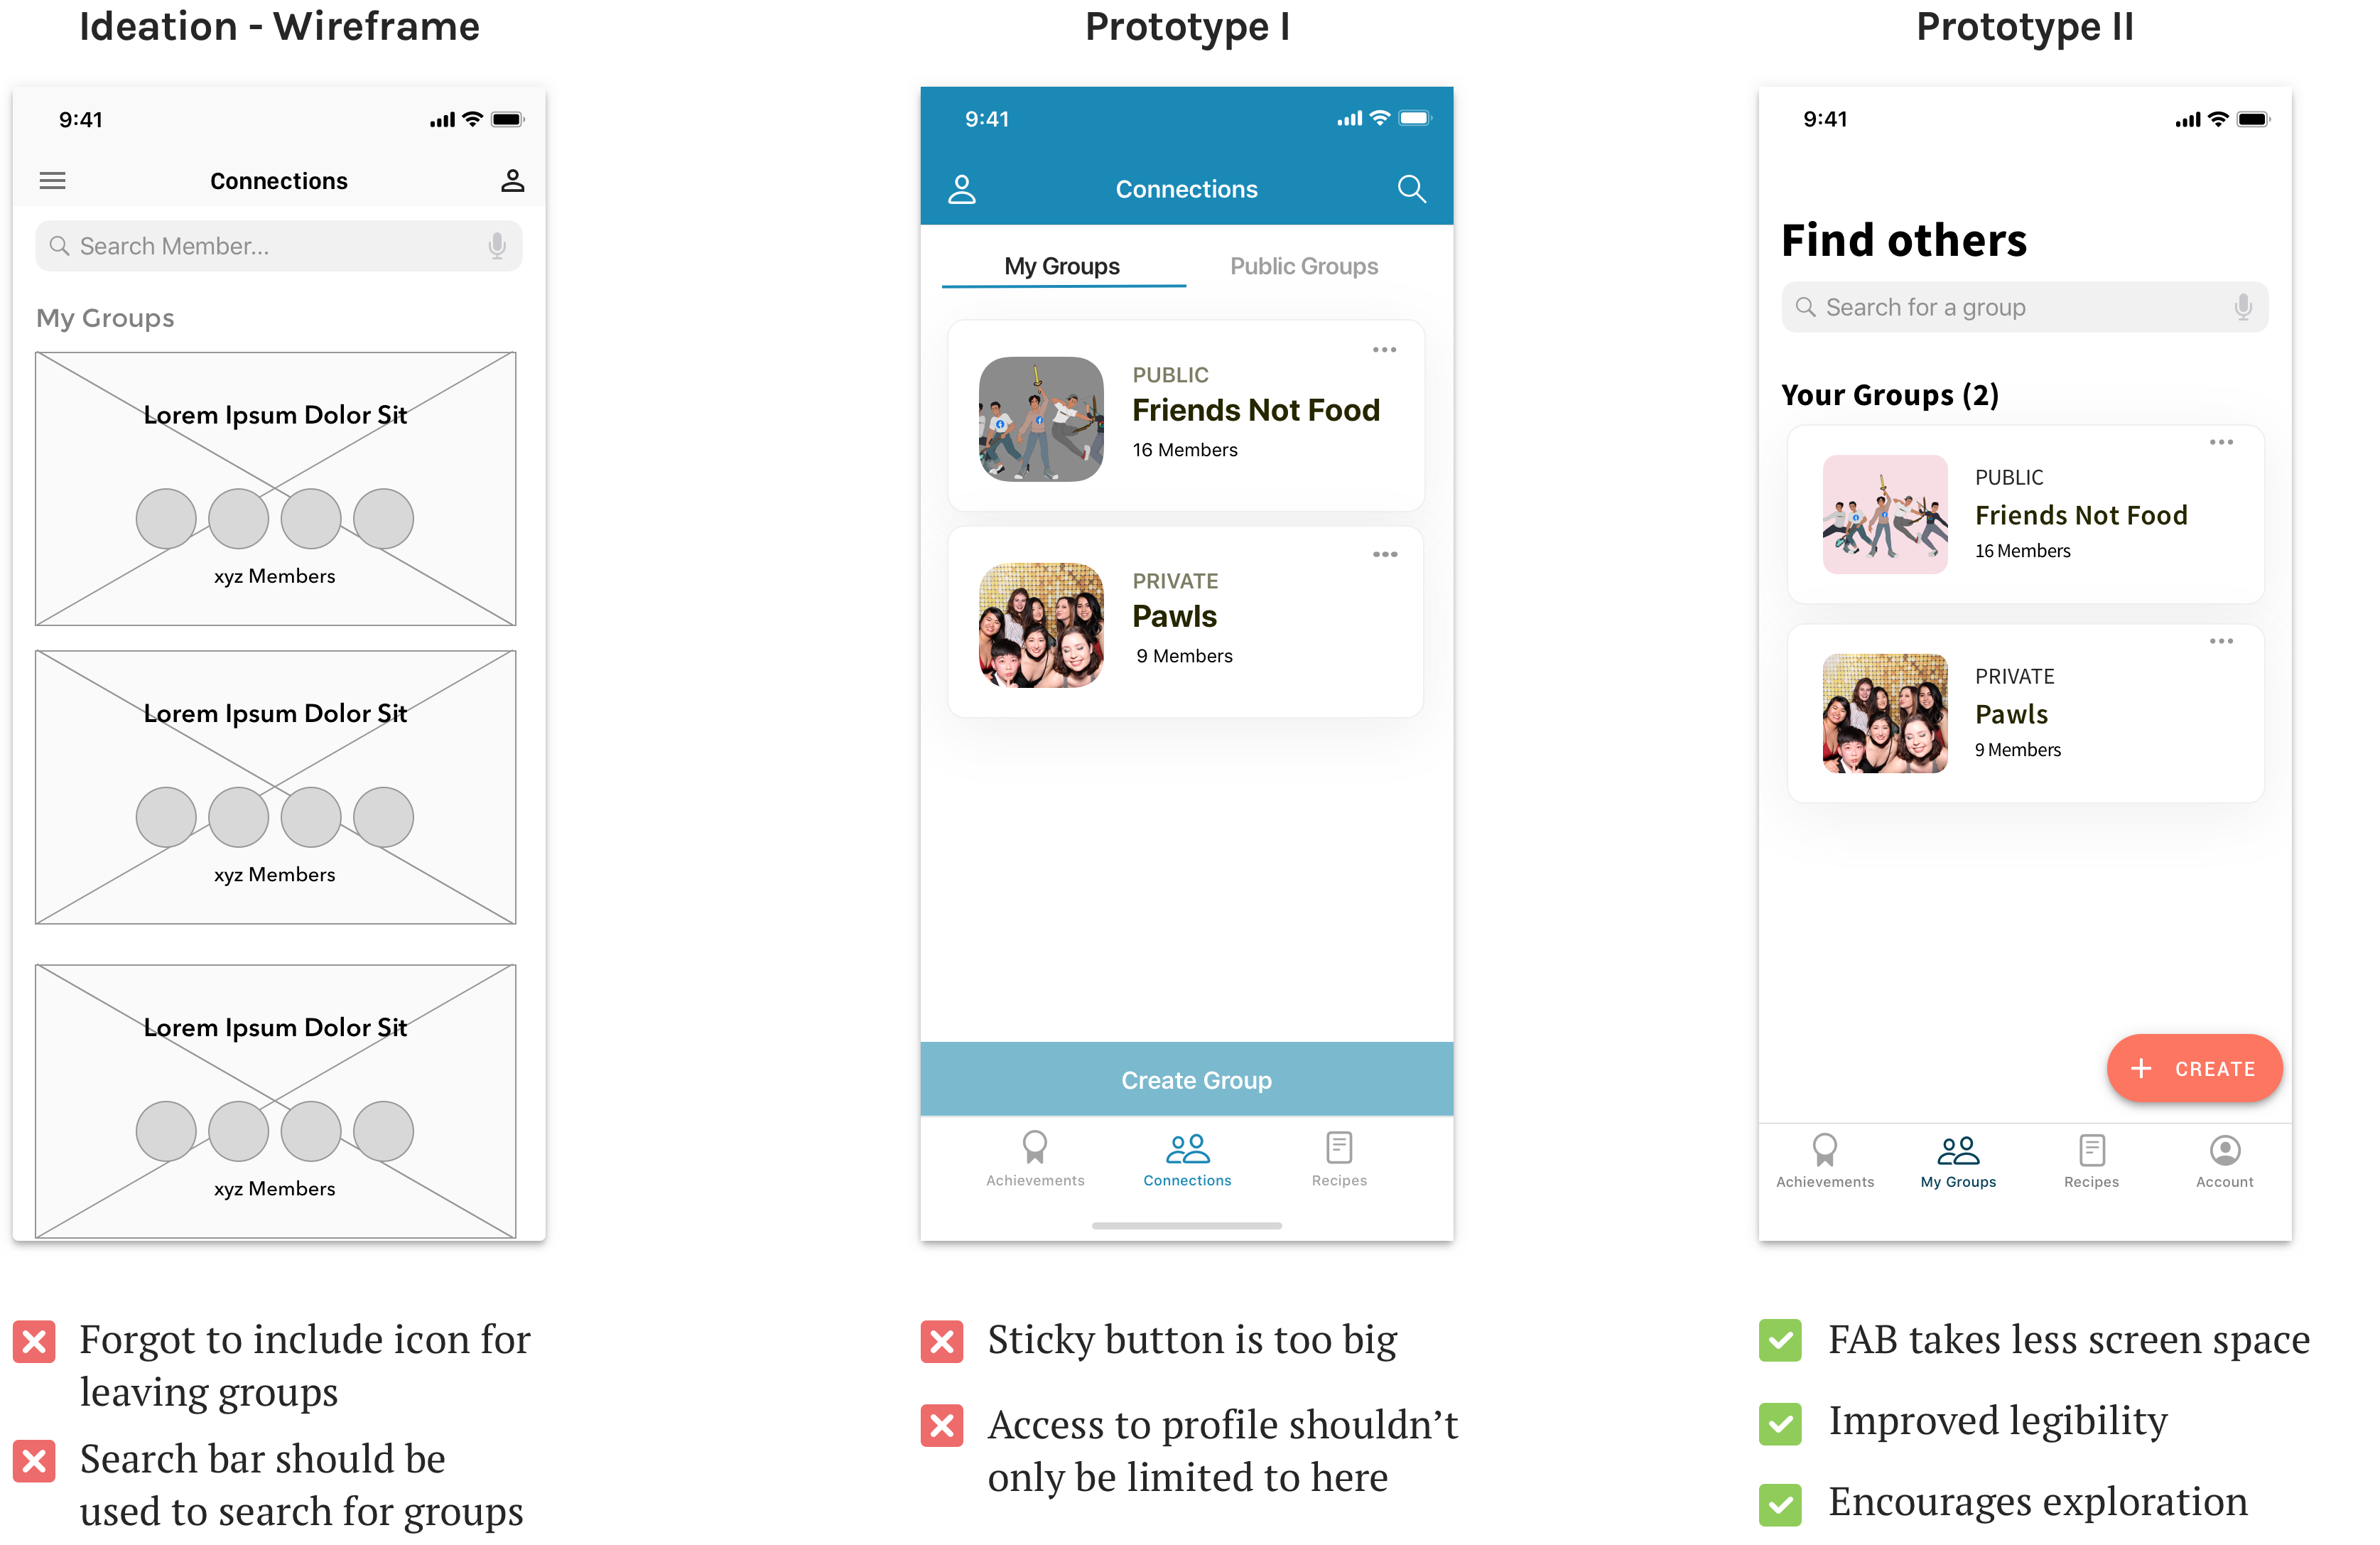 Ideation - Wireframe
9:41
Connections
Search Member...
My Groups
Lorem Ipsum Dolor Sit
xyz Members
Lorem Ipsum Dolor Sit
xyz Members
Lorem Ipsum Dolor Sit
xyz Members
Forgot to include icon for
leaving groups
Search bar should be
used to search for groups
Prototype I
9:41
Connections
My Groups
Public Groups
PUBLIC
Friends Not Food
16 Members
PRIVATE
Pawls
9 Members
Create Group
Achievements
Connections
Recipes
Sticky button is too big
Access to profile shouldn’t
only be limited to here
Prototype II
9:41
Find others
Search for a group
Your Groups (2)
PUBLIC
Friends Not Food
16 Members
PRIVATE
Pawls
9 Members
+ CREATE
Achievements
My Groups
Recipes
Account
FAB takes less screen space
Improved legibility
Encourages exploration